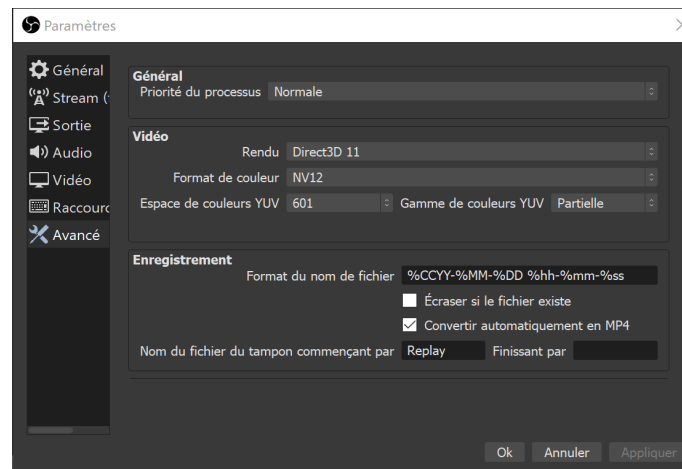 Paramètres
Général
Stream (
Sortie
Audio
Vidéo
Raccourc
Avancé
Général
Priorité du processus Normale
Vidéo
Rendu Direct3D 11
Format de couleur NV12
Espace de couleurs YUV 601 Gamme de couleurs YUV Partielle
Enregistrement
Format du nom de fichier %CCYY-%MM-%DD %hh-%mm-%ss
Écraser si le fichier existe
Convertir automatiquement en MP4
Nom du fichier du tampon commençant par Replay Finissant par
Ok Annuler Appliquer